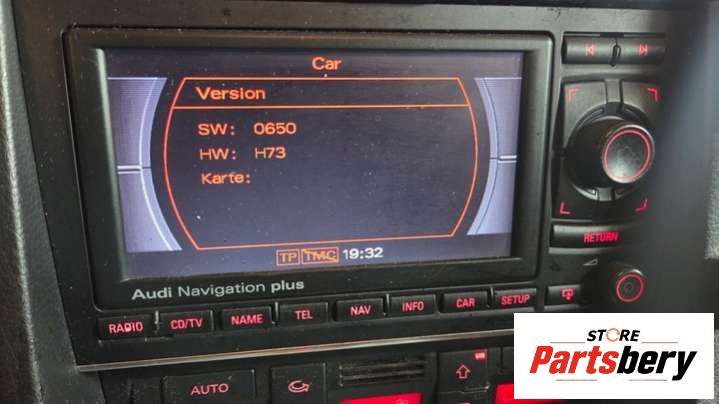 Car
Version
SW: 0650
HW: H73
Karte:
TP TMC 19:32
Audi Navigation plus
RETURN
RADIO CD/TV NAME TEL NAV INFO CAR SETUP
AUTO
STORE
Partsbery